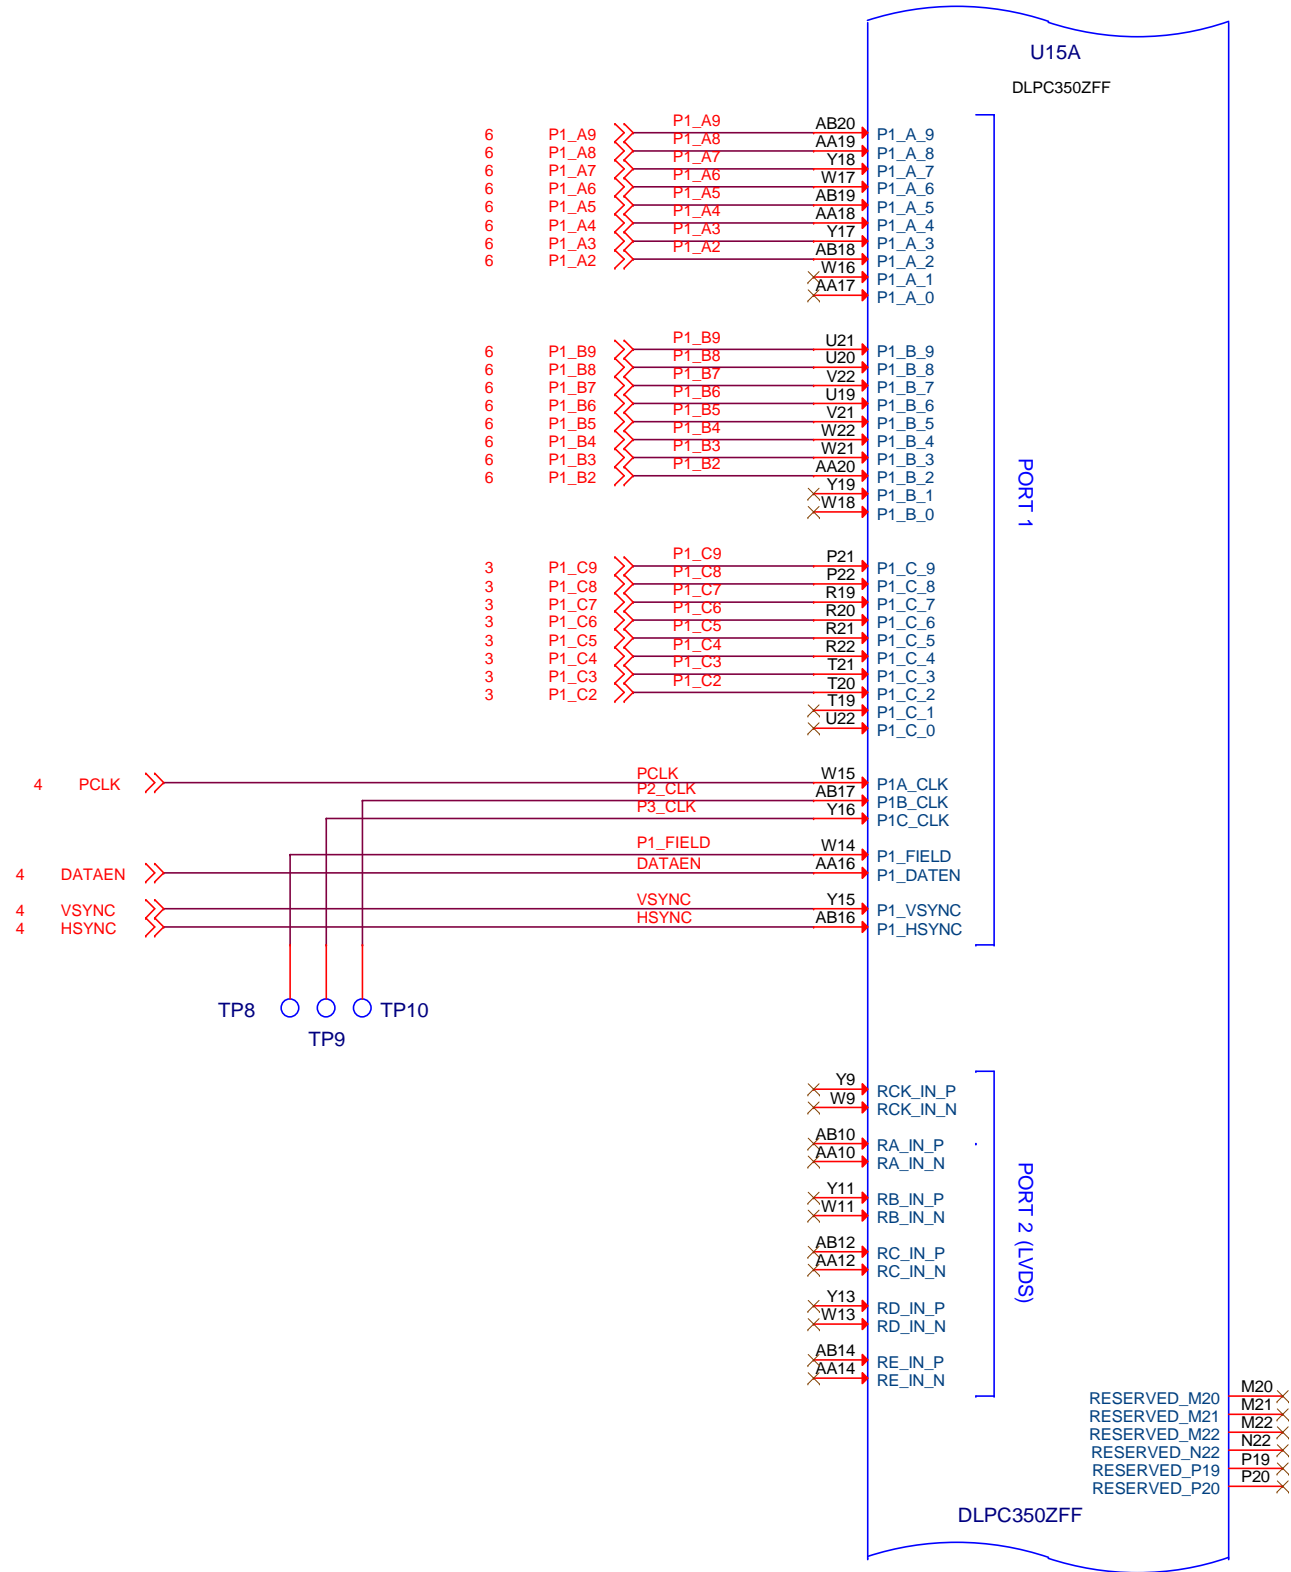 U15A
DLPC350ZFF
6 P1_A9 P1_A9 AB20 P1_A_9
6 P1_A8 P1_A8 AA19 P1_A_8
6 P1_A7 P1_A7 Y18 P1_A_7
6 P1_A6 P1_A6 W17 P1_A_6
6 P1_A5 P1_A5 AB19 P1_A_5
6 P1_A4 P1_A4 AA18 P1_A_4
6 P1_A3 P1_A3 Y17 P1_A_3
6 P1_A2 P1_A2 AB18 P1_A_2
W16 P1_A_1
AA17 P1_A_0
6 P1_B9 P1_B9 U21 P1_B_9
6 P1_B8 P1_B8 U20 P1_B_8
6 P1_B7 P1_B7 V22 P1_B_7
6 P1_B6 P1_B6 U19 P1_B_6
6 P1_B5 P1_B5 V21 P1_B_5
6 P1_B4 P1_B4 W22 P1_B_4
6 P1_B3 P1_B3 W21 P1_B_3
6 P1_B2 P1_B2 AA20 P1_B_2
Y19 P1_B_1
W18 P1_B_0
PORT 1
3 P1_C9 P1_C9 P21 P1_C_9
3 P1_C8 P1_C8 P22 P1_C_8
3 P1_C7 P1_C7 R19 P1_C_7
3 P1_C6 P1_C6 R20 P1_C_6
3 P1_C5 P1_C5 R21 P1_C_5
3 P1_C4 P1_C4 R22 P1_C_4
3 P1_C3 P1_C3 T21 P1_C_3
3 P1_C2 P1_C2 T20 P1_C_2
T19 P1_C_1
U22 P1_C_0
4 PCLK PCLK W15 P1A_CLK
P2_CLK AB17 P1B_CLK
P3_CLK Y16 P1C_CLK
P1_FIELD W14 P1_FIELD
4 DATAEN DATAEN AA16 P1_DATEN
4 VSYNC VSYNC Y15 P1_VSYNC
4 HSYNC HSYNC AB16 P1_HSYNC
TP8 TP10
TP9
Y9 RCK_IN_P
W9 RCK_IN_N
AB10 RA_IN_P
AA10 RA_IN_N
Y11 RB_IN_P
W11 RB_IN_N
PORT 2 (LVDS)
AB12 RC_IN_P
AA12 RC_IN_N
Y13 RD_IN_P
W13 RD_IN_N
AB14 RE_IN_P
AA14 RE_IN_N
RESERVED_M20 M20
RESERVED_M21 M21
RESERVED_M22 M22
RESERVED_N22 N22
RESERVED_P19 P19
RESERVED_P20 P20
DLPC350ZFF